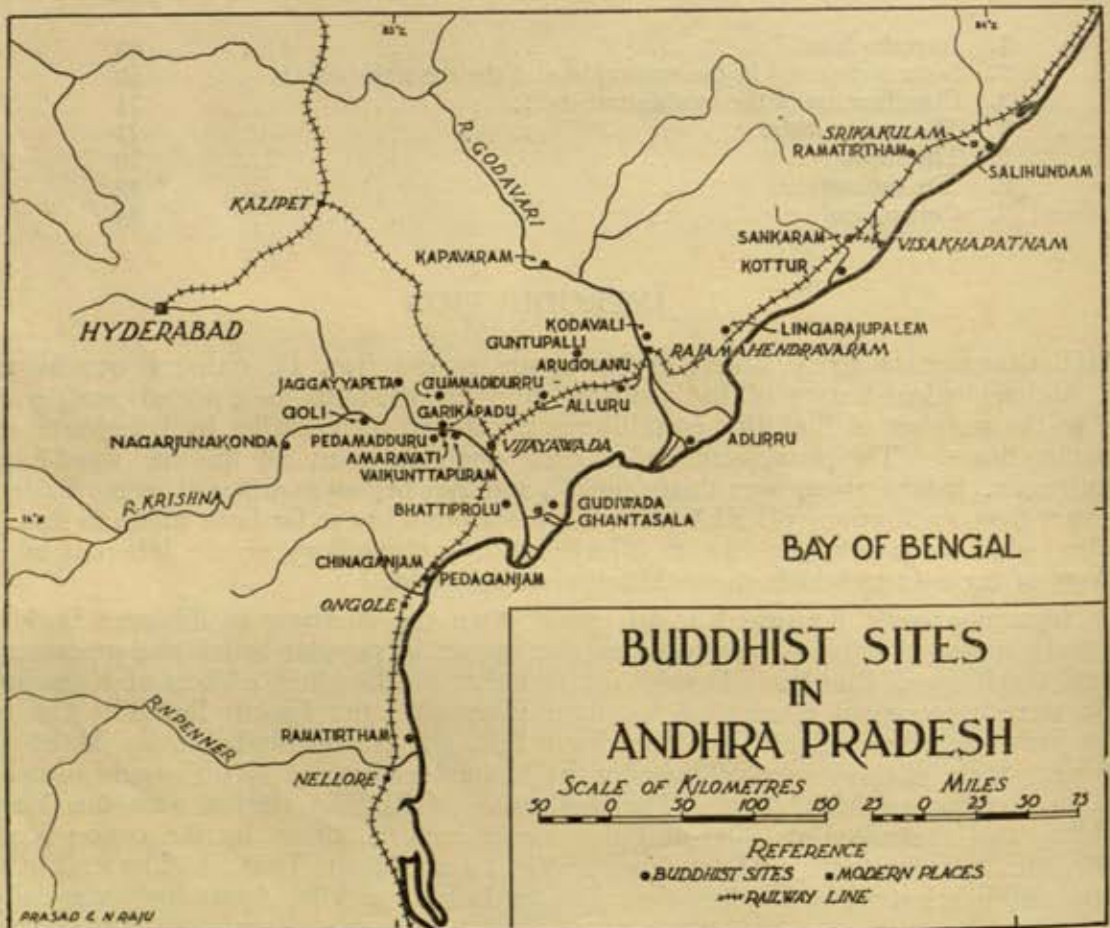 R. GODAVARI
SRIKAKULAM
RAMATIRTHAM
SALIHUNDAM
KALIPET
SANKARAM
VISAKHAPATNAM
KAPAVARAM
KOTTUR
HYDERABAD
KODAVALI
LINGARAJUPALEM
GUNTUPALLI
RAJAMAHENDRAVARAM
ARUGOLANU
JAGGAYYAPETA
GUMMADIDURRU
ALLURU
GOLI
GARIKAPADU
NAGARJUNAKONDA
PEDAMADDURU
VIJAYAWADA
ADURRU
AMARAVATI
VAIKUNTTAPURAM
R. KRISHNA
BHATTIPROLU
GUDIWADA
GHANTASALA
BAY OF BENGAL
CHINAGANJAM
PEDAGANJAM
ONGOLE
R.N.PENNER
RAMATIRTHAM
NELLORE
BUDDHIST SITES
IN
ANDHRA PRADESH
SCALE OF KILOMETRES MILES
50 0 50 100 150 25 0 25 50 75
REFERENCE
BUDDHIST SITES MODERN PLACES
RAILWAY LINE
PRASAD & N RAJU